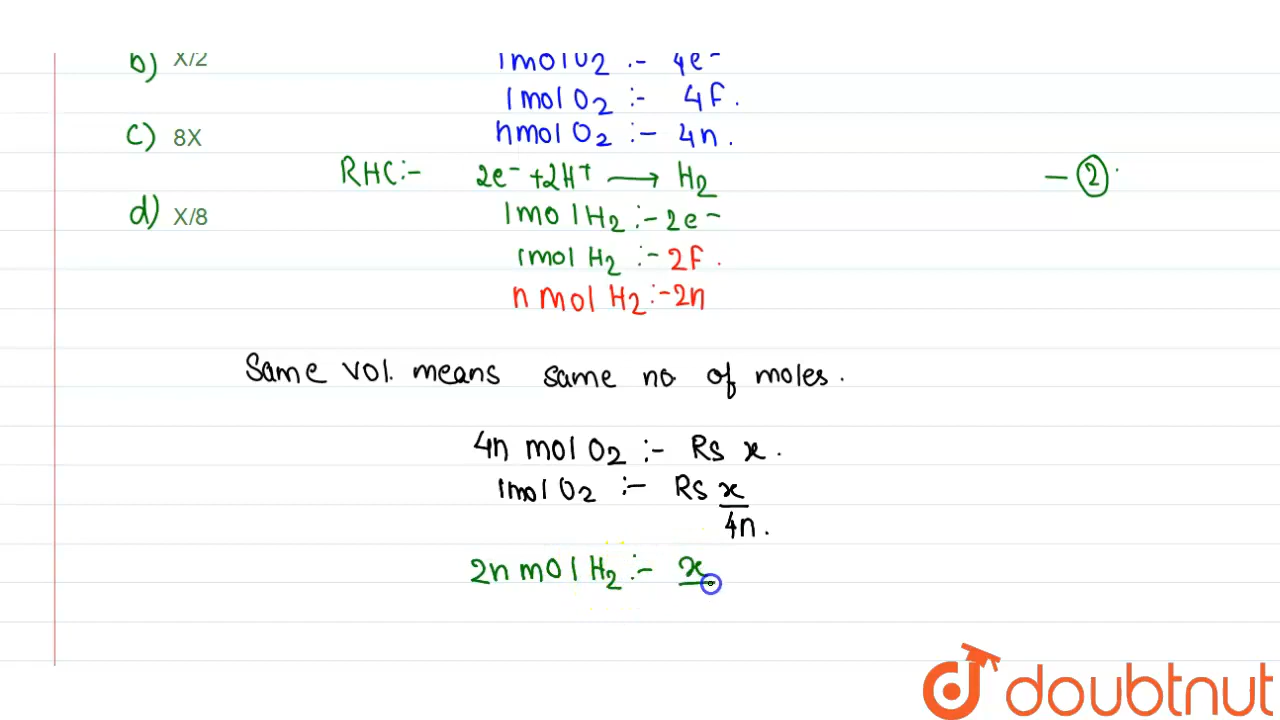 b) X/2
1mol O2 :- 4e-
1mol O2 :- 4f.
c) 8X
nmol O2 :- 4n.
RHC:- 2e- + 2H+ → H2 - 2.
d) X/8
1mol H2 :- 2e-
1mol H2 :- 2f.
n mol H2 :- 2n
Same vol. means same no of moles.
4n mol O2 :- Rs x.
1mol O2 :- Rs x/4n.
2n mol H2 :- x
doubtnut